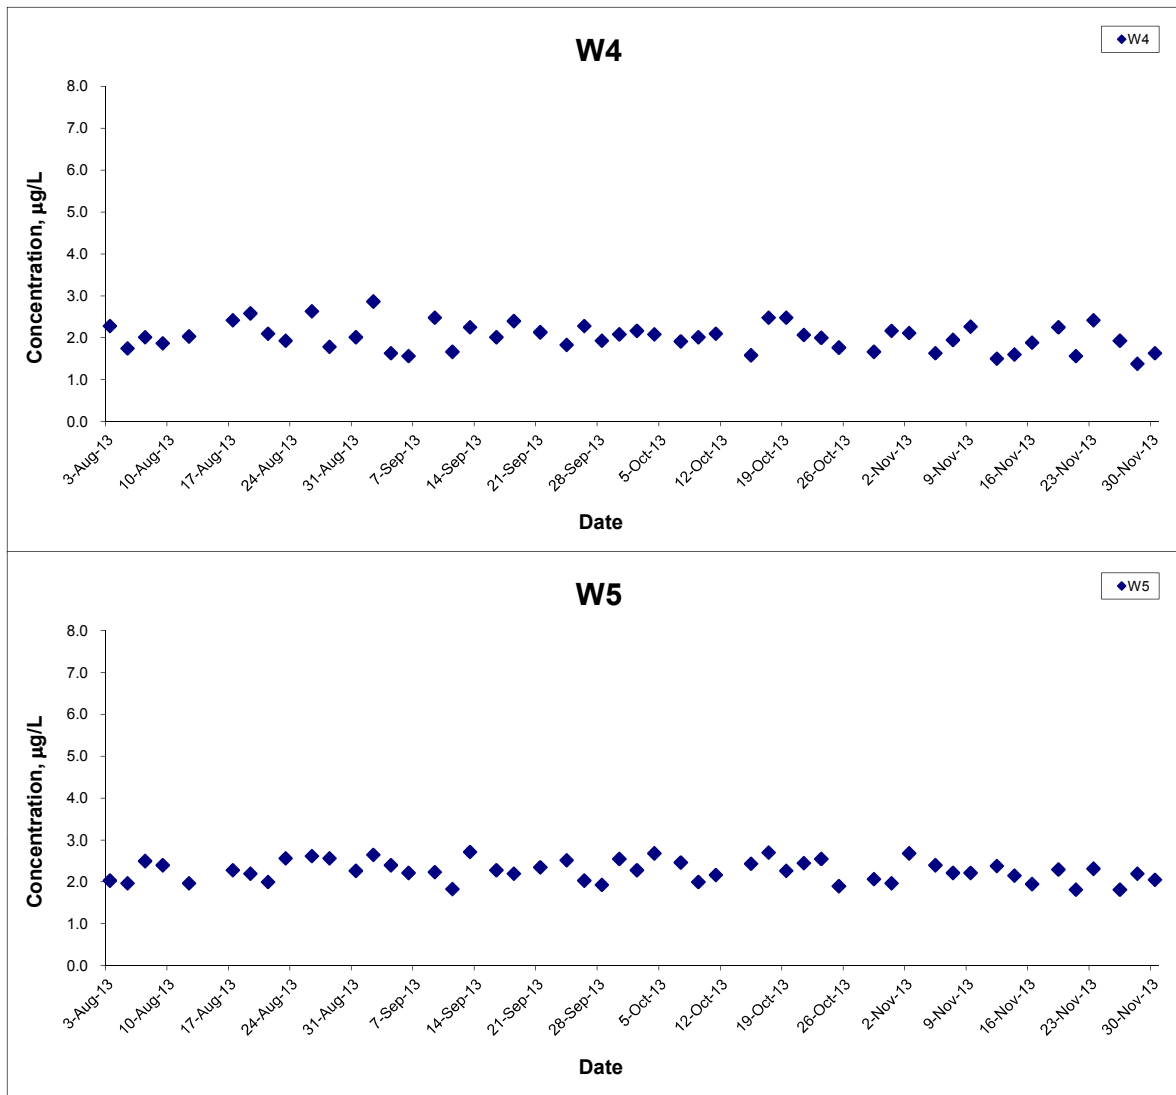 W4
W4
Concentration, µg/L
8.0
7.0
6.0
5.0
4.0
3.0
2.0
1.0
0.0
3-Aug-13
10-Aug-13
17-Aug-13
24-Aug-13
31-Aug-13
7-Sep-13
14-Sep-13
21-Sep-13
28-Sep-13
5-Oct-13
12-Oct-13
19-Oct-13
26-Oct-13
2-Nov-13
9-Nov-13
16-Nov-13
23-Nov-13
30-Nov-13
Date
W5
W5
Concentration, µg/L
8.0
7.0
6.0
5.0
4.0
3.0
2.0
1.0
0.0
3-Aug-13
10-Aug-13
17-Aug-13
24-Aug-13
31-Aug-13
7-Sep-13
14-Sep-13
21-Sep-13
28-Sep-13
5-Oct-13
12-Oct-13
19-Oct-13
26-Oct-13
2-Nov-13
9-Nov-13
16-Nov-13
23-Nov-13
30-Nov-13
Date